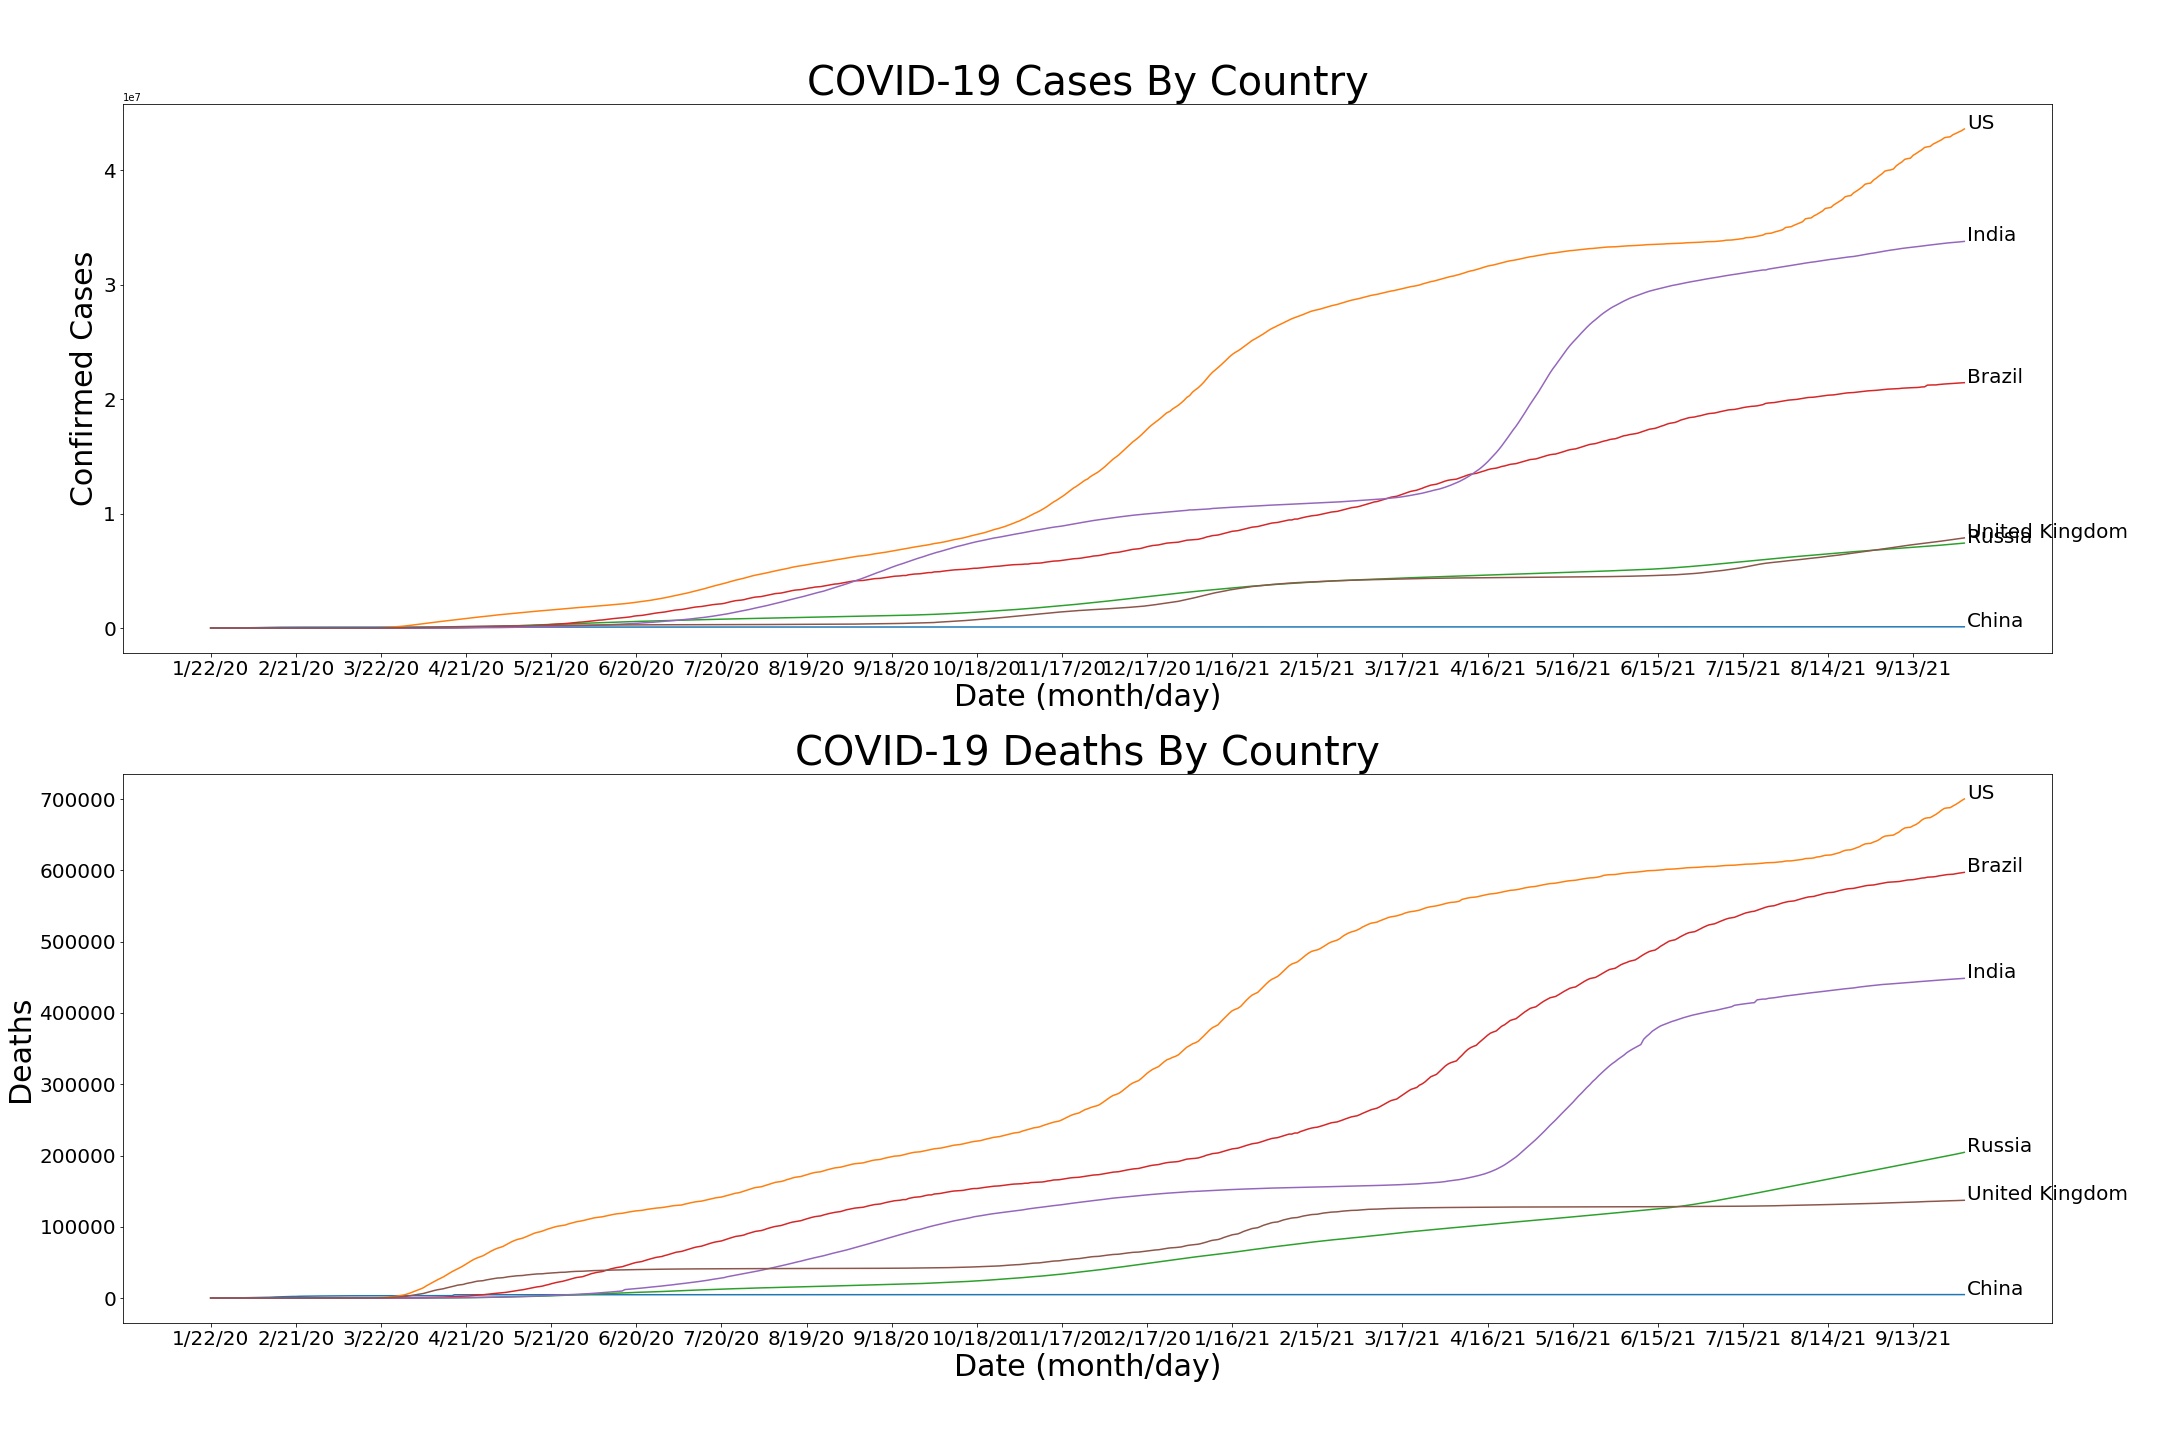 COVID-19 Cases By Country
1e7
US
4
India
3
Confirmed Cases
Brazil
2
1
United Kingdom
Russia
China
0
1/22/20 2/21/20 3/22/20 4/21/20 5/21/20 6/20/20 7/20/20 8/19/20 9/18/20 10/18/20 11/17/20 12/17/20 1/16/21 2/15/21 3/17/21 4/16/21 5/16/21 6/15/21 7/15/21 8/14/21 9/13/21
Date (month/day)
COVID-19 Deaths By Country
US
700000
Brazil
600000
500000
India
400000
Deaths
300000
Russia
200000
United Kingdom
100000
China
0
1/22/20 2/21/20 3/22/20 4/21/20 5/21/20 6/20/20 7/20/20 8/19/20 9/18/20 10/18/20 11/17/20 12/17/20 1/16/21 2/15/21 3/17/21 4/16/21 5/16/21 6/15/21 7/15/21 8/14/21 9/13/21
Date (month/day)